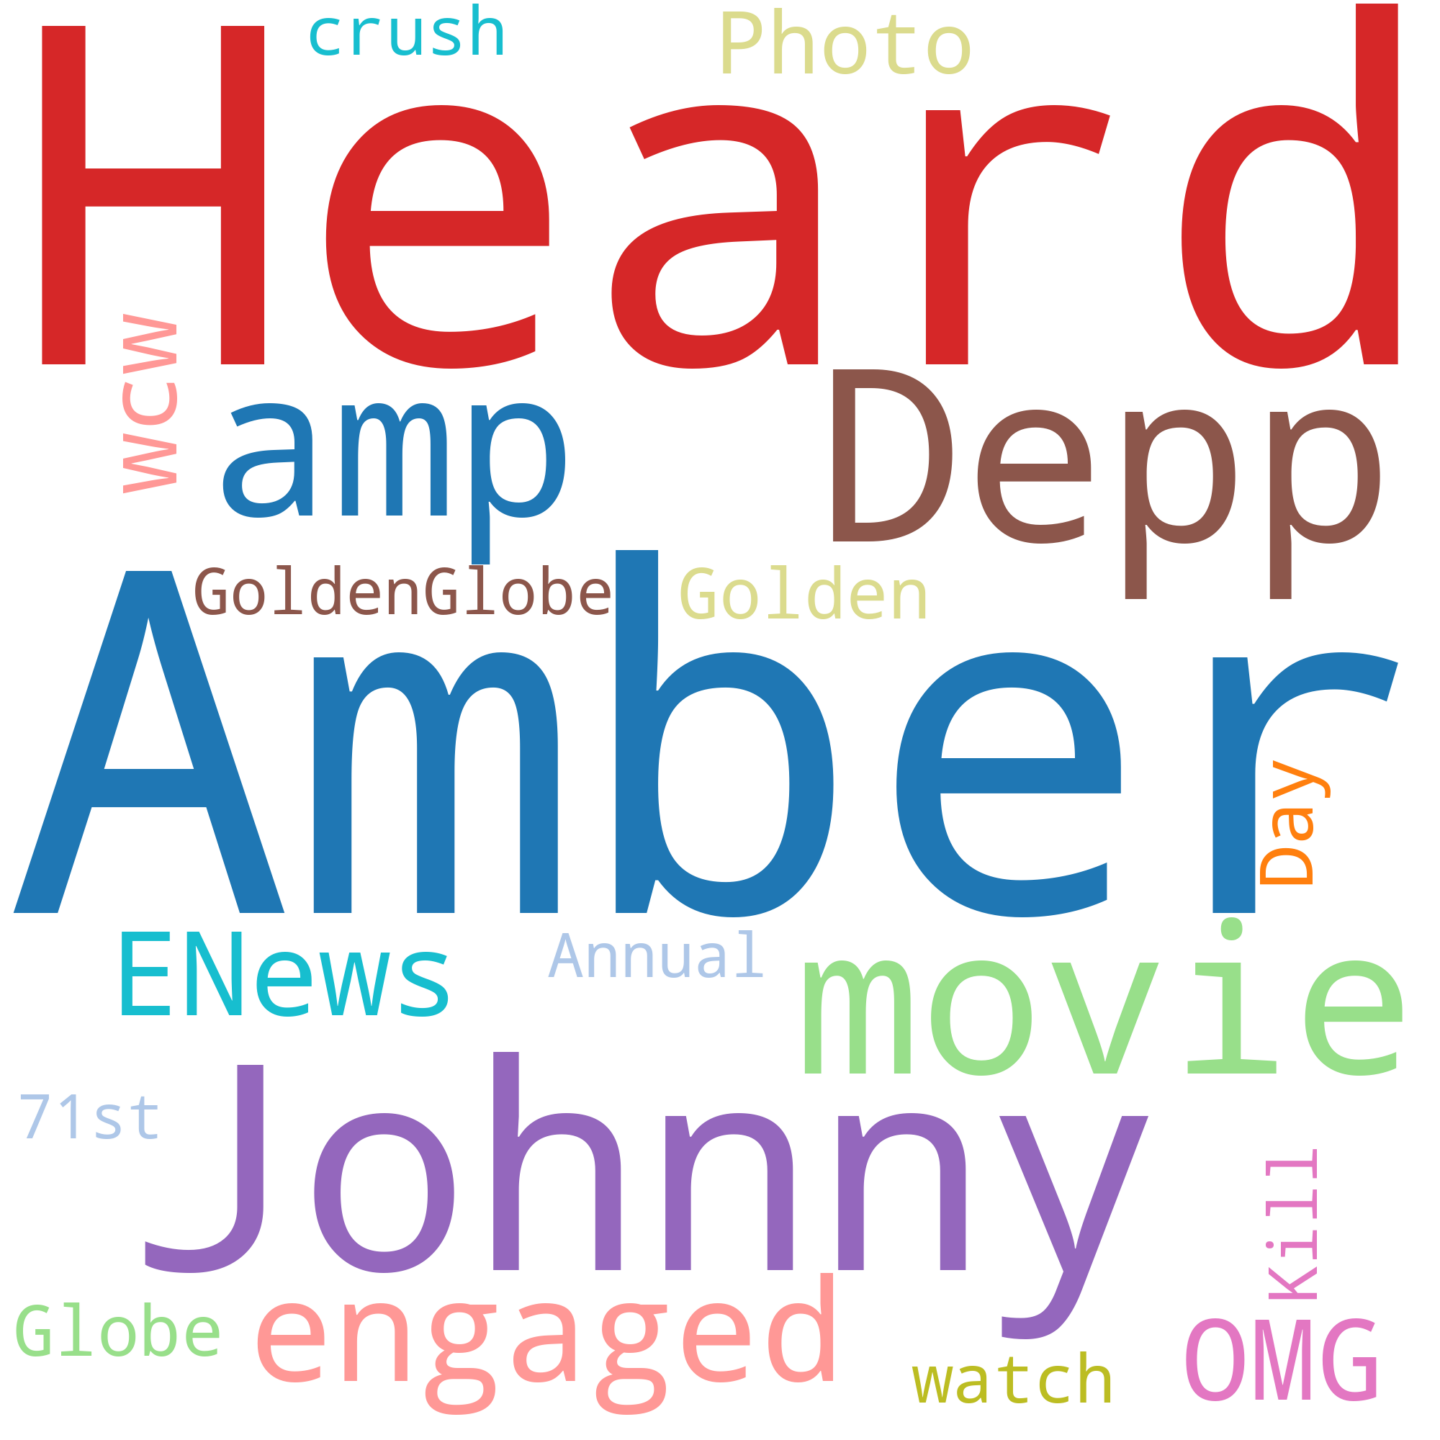 crush
Photo
Heard
wcw
amp
Depp
GoldenGlobe
Golden
Amber
Day
ENews
Annual
movie
71st
Johnny
Kill
Globe
engaged
watch
OMG